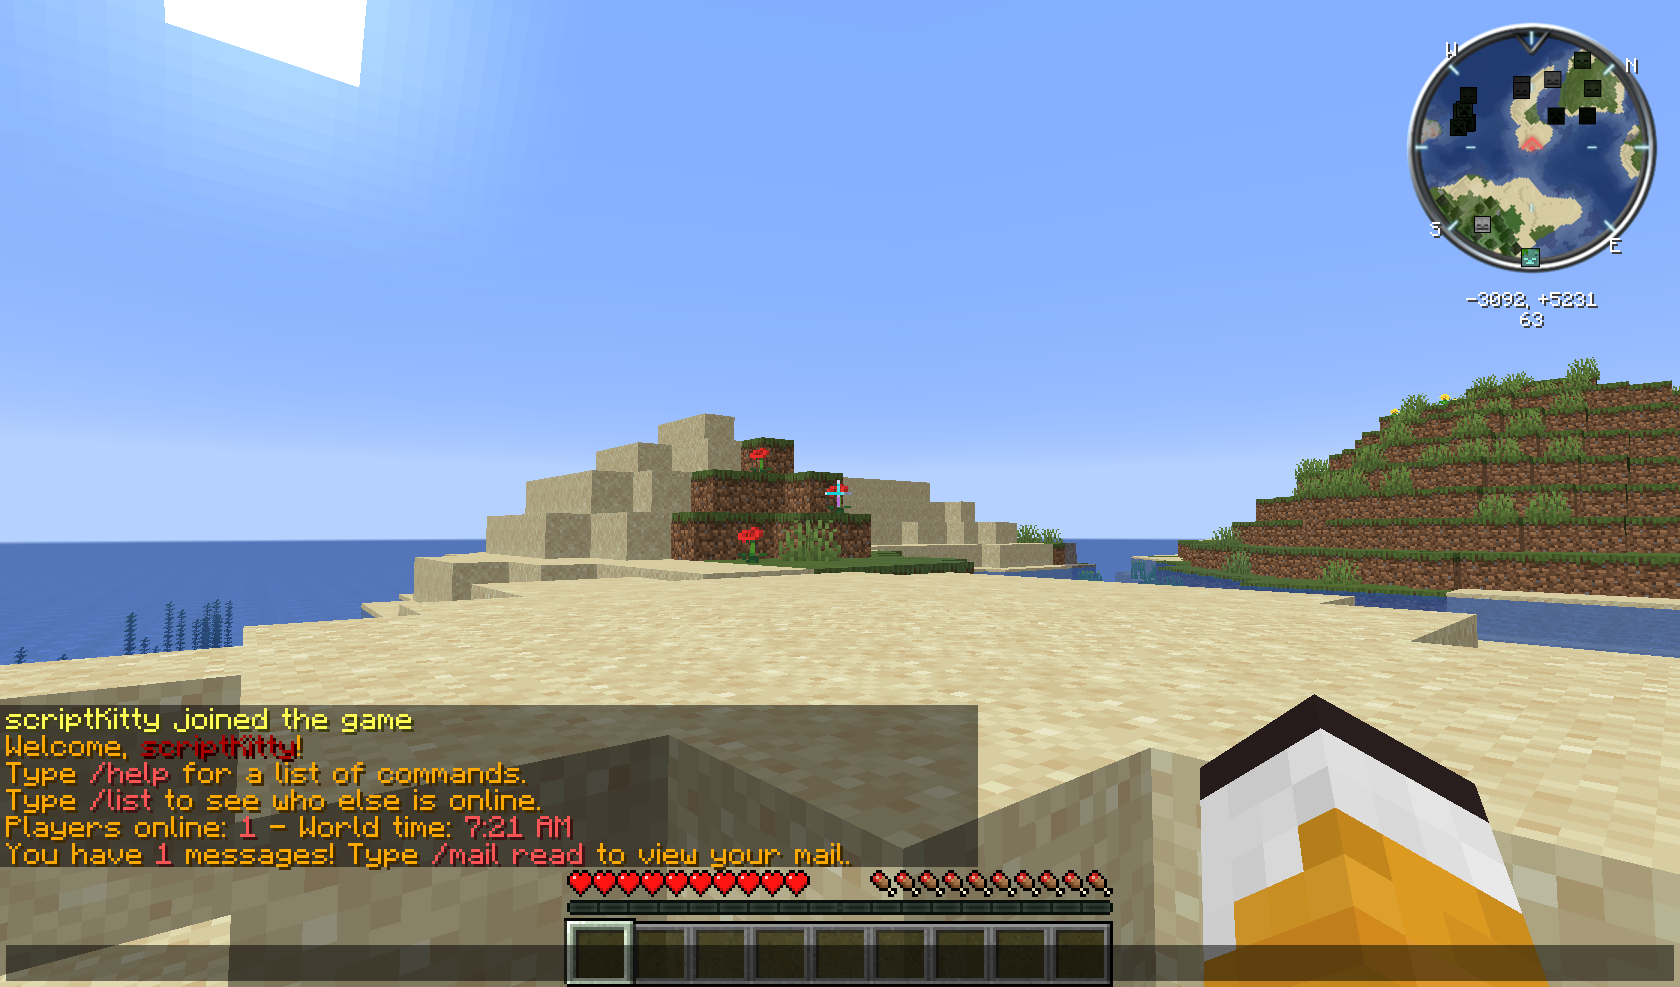 W
N
S
E
-3092, +5231
63
scriptKitty joined the game
Welcome, scriptKitty!
Type /help for a list of commands.
Type /list to see who else is online.
Players online: 1 - World time: 7:21 AM
You have 1 messages! Type /mail read to view your mail.